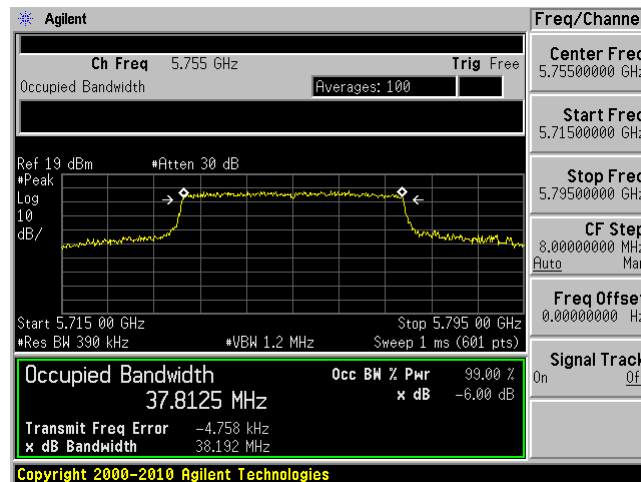 Agilent
Freq/Channe
Ch Freq 5.755 GHz Trig Free
Occupied Bandwidth Averages: 100
Center Freq
5.75500000 GHz
Start Freq
5.71500000 GHz
Stop Freq
5.79500000 GHz
CF Step
8.00000000 MHz
Auto Man
Freq Offset
0.00000000 Hz
Signal Track
On Off
Ref 19 dBm #Atten 30 dB
#Peak
Log
10
dB/
Start 5.715 00 GHz Stop 5.795 00 GHz
#Res BW 390 kHz #VBW 1.2 MHz Sweep 1 ms (601 pts)
Occupied Bandwidth Occ BW % Pwr 99.00 %
37.8125 MHz x dB -6.00 dB
Transmit Freq Error -4.758 kHz
x dB Bandwidth 38.192 MHz
Copyright 2000-2010 Agilent Technologies